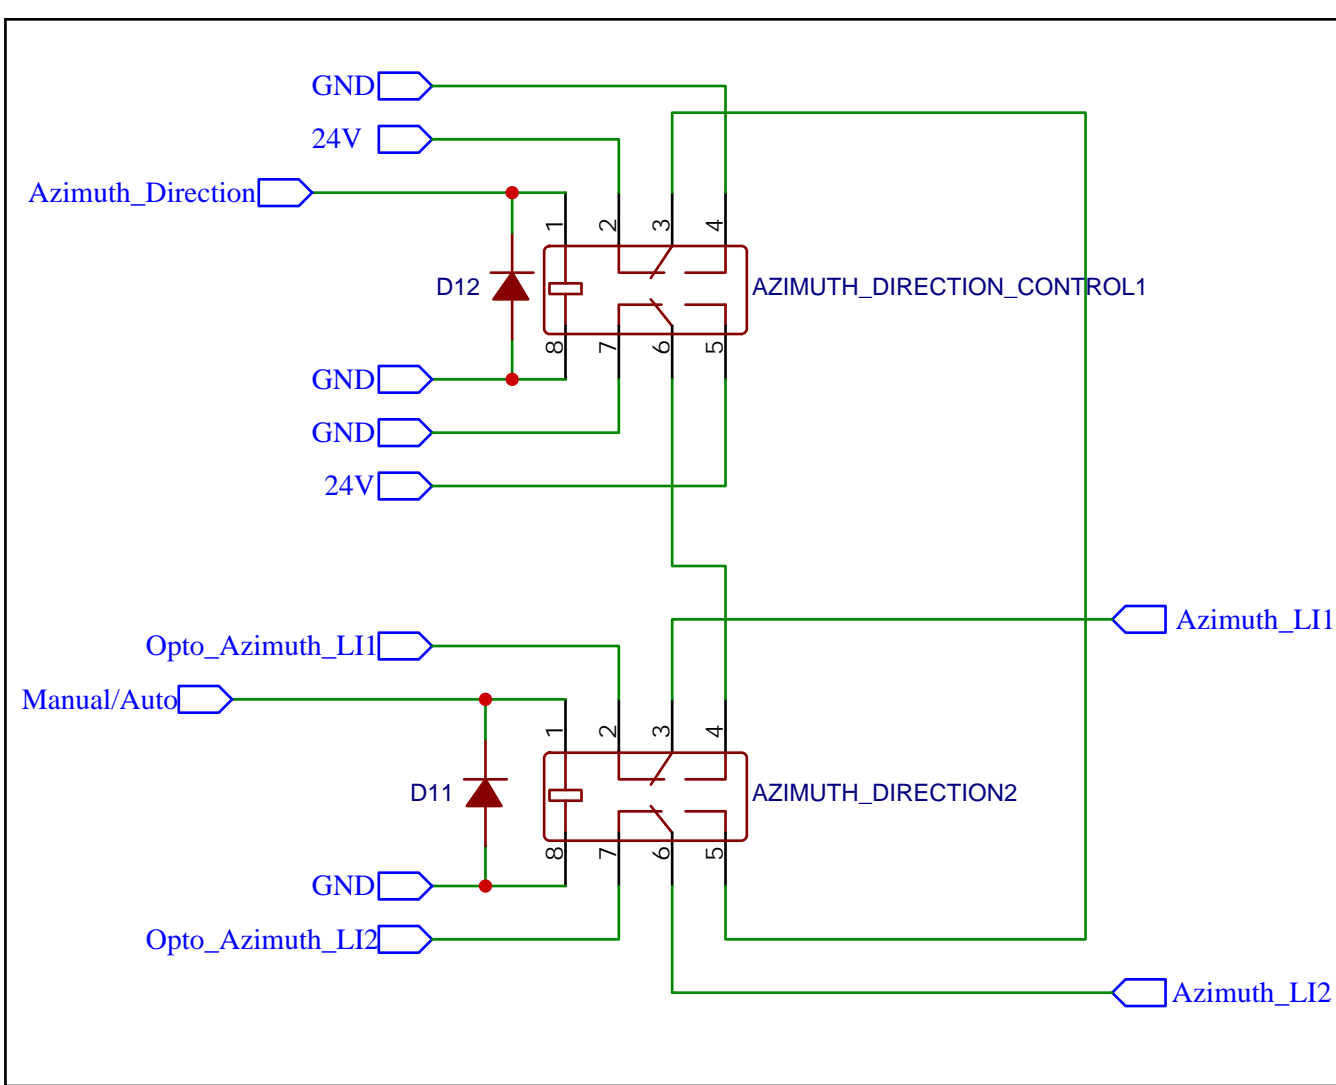 GND
24V
Azimuth_Direction
1
2
3
4
D12
AZIMUTH_DIRECTION_CONTROL1
8
7
6
5
GND
GND
24V
Azimuth_LI1
Opto_Azimuth_LI1
Manual/Auto
1
2
3
4
D11
AZIMUTH_DIRECTION2
8
7
6
5
GND
Opto_Azimuth_LI2
Azimuth_LI2